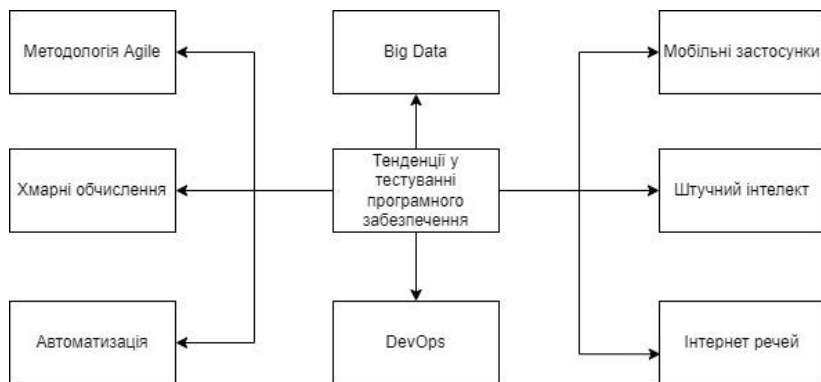 Методологія Agile
Big Data
Мобільні застосунки
Хмарні обчислення
Тенденції у
тестуванні
програмного
забезпечення
Штучний інтелект
Автоматизація
DevOps
Інтернет речей